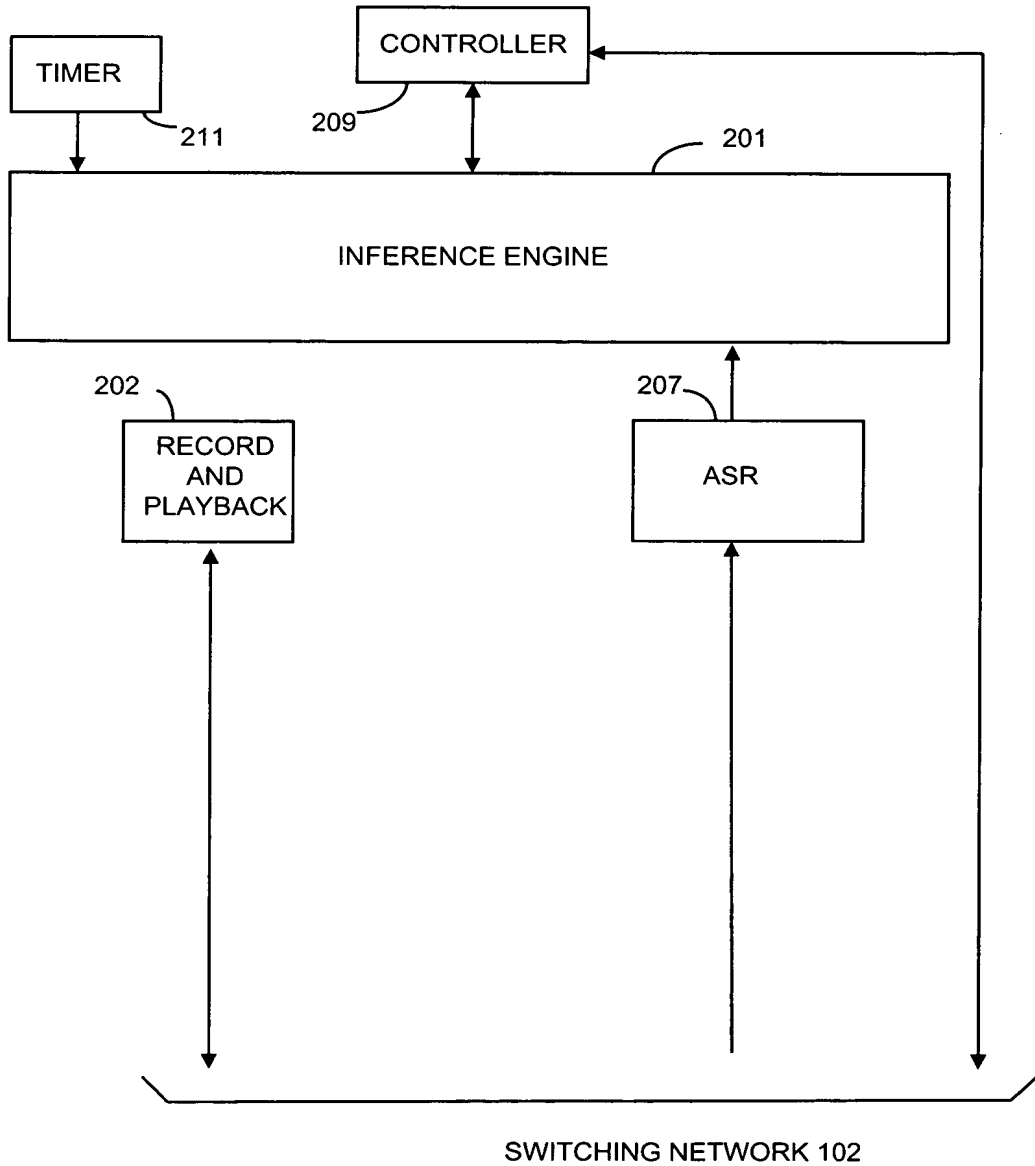 CONTROLLER
TIMER
209
211
201
INFERENCE ENGINE
202
207
RECORD
AND
PLAYBACK
ASR
SWITCHING NETWORK 102